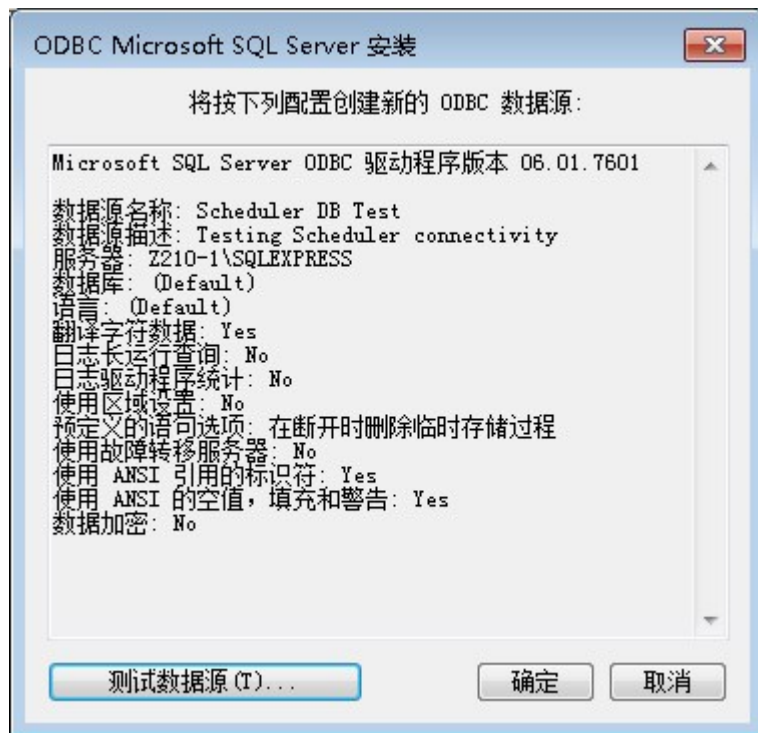 ODBC Microsoft SQL Server 安装
将按下列配置创建新的 ODBC 数据源:
Microsoft SQL Server ODBC 驱动程序版本 06.01.7601
数据源名称: Scheduler DB Test
数据源描述: Testing Scheduler connectivity
服务器: Z210-1\SQLEXPRESS
数据库: (Default)
语言: (Default)
翻译字符数据: Yes
日志长运行查询: No
日志驱动程序统计: No
使用区域设置: No
预定义的语句选项: 在断开时删除临时存储过程
使用故障转移服务器: No
使用 ANSI 引用的标识符: Yes
使用 ANSI 的空值，填充和警告: Yes
数据加密: No
测试数据源(T)... 确定 取消